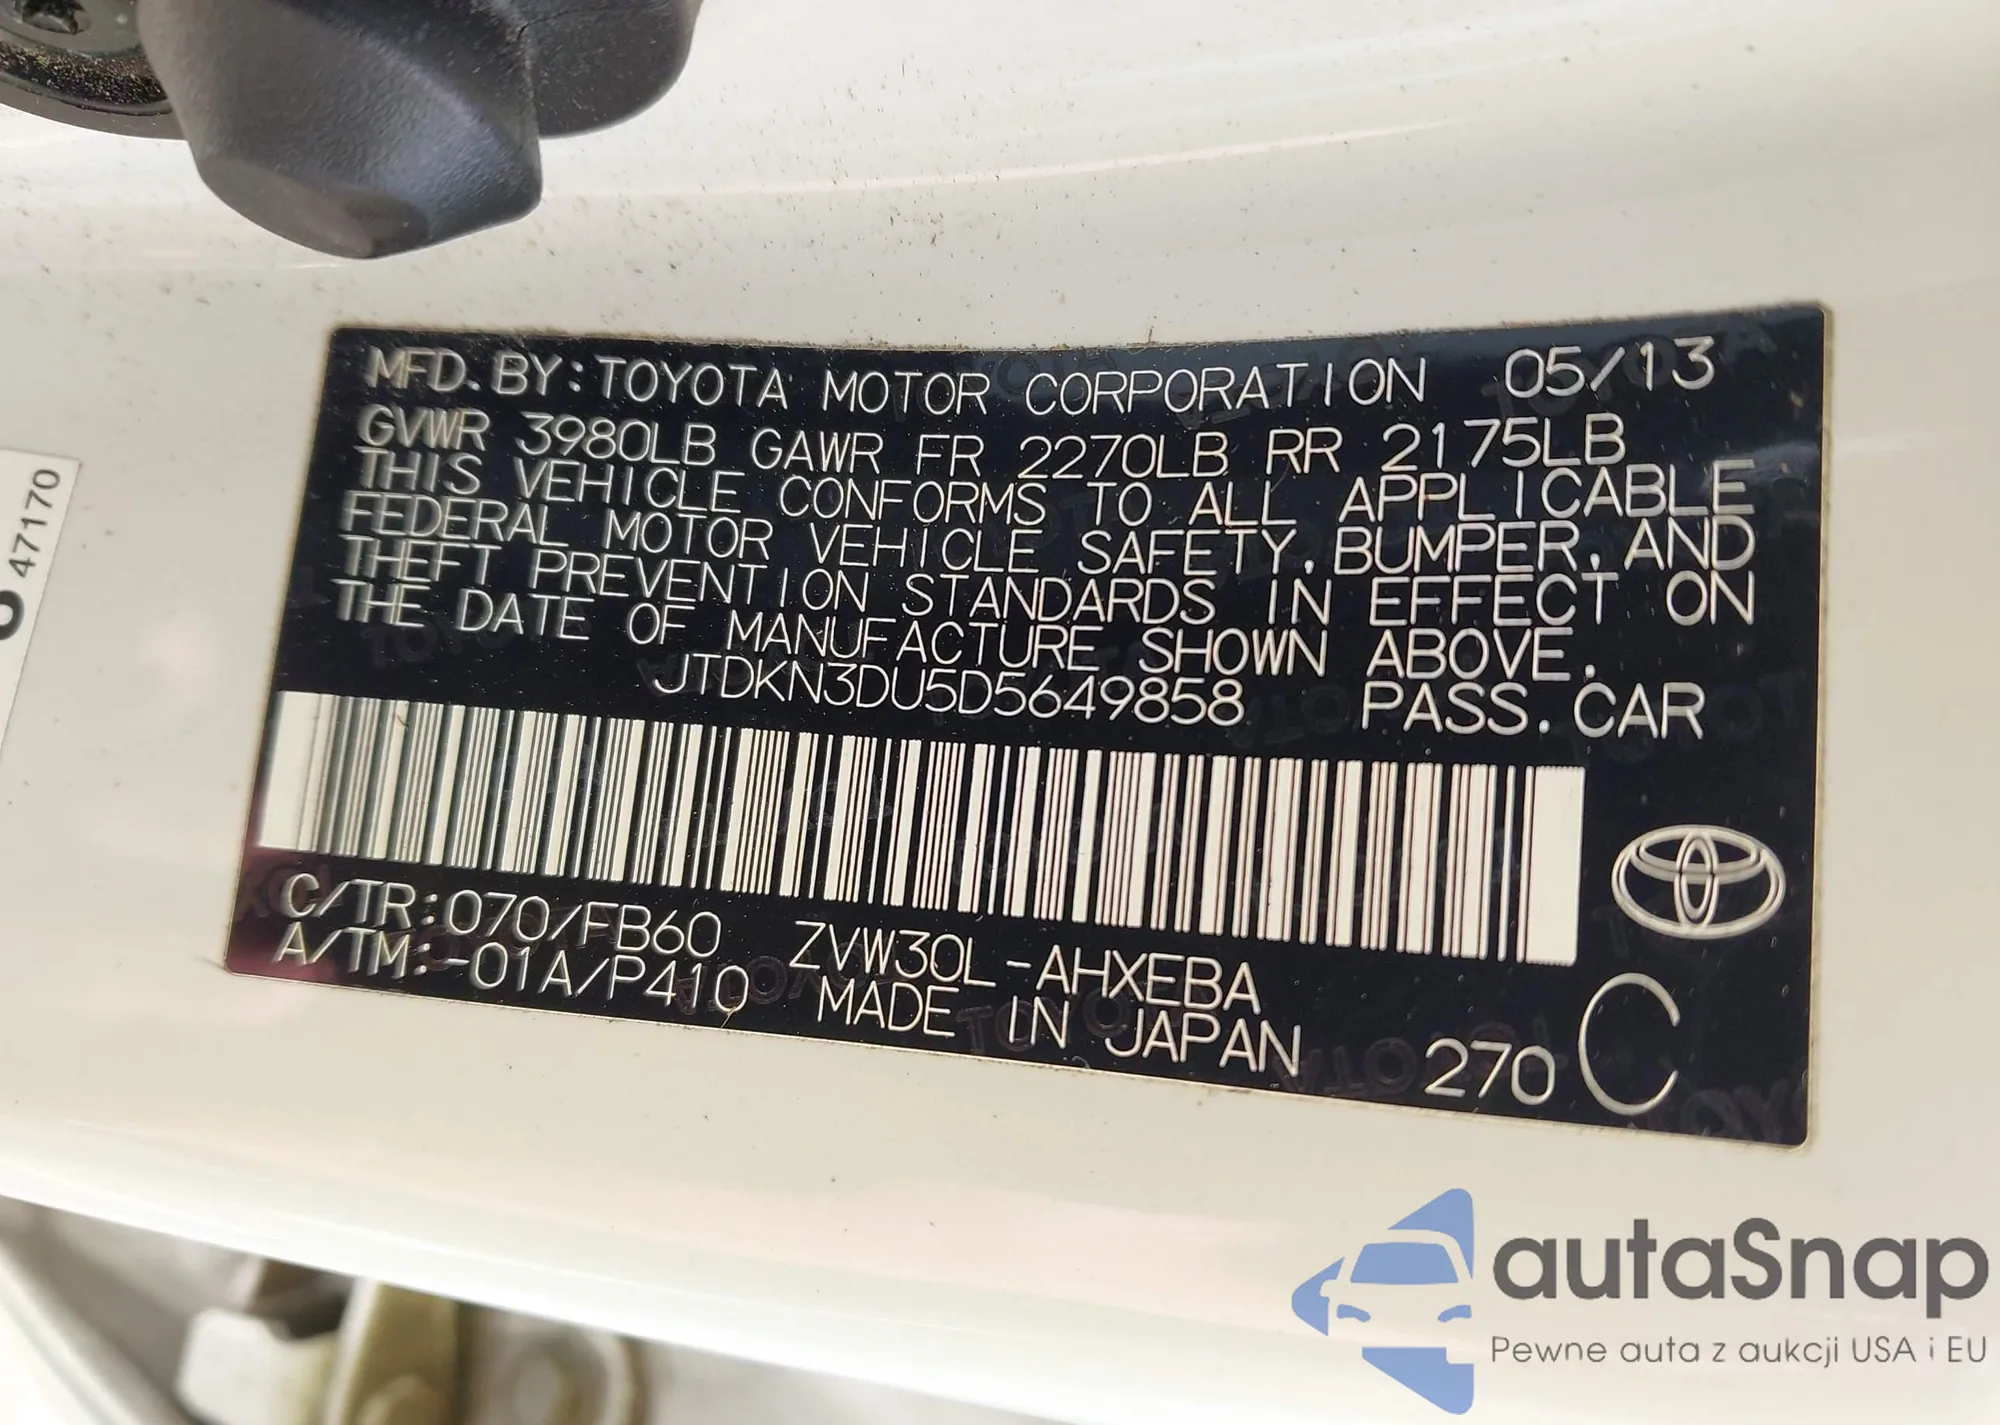 MFD. BY: TOYOTA MOTOR CORPORATION 05/13
GVWR 3980LB GAWR FR 2270LB RR 2175LB
THIS VEHICLE CONFORMS TO ALL APPLICABLE
FEDERAL MOTOR VEHICLE SAFETY, BUMPER, AND
THEFT PREVENTION STANDARDS IN EFFECT ON
THE DATE OF MANUFACTURE SHOWN ABOVE.
JTDKN3DU5D5649858 PASS. CAR
C/TR: 070/FB60 ZVW30L-AHXEBA
A/TM: -01A/P410 MADE IN JAPAN 270 C
47170
autaSnap
Pewne auta z aukcji USA i EU